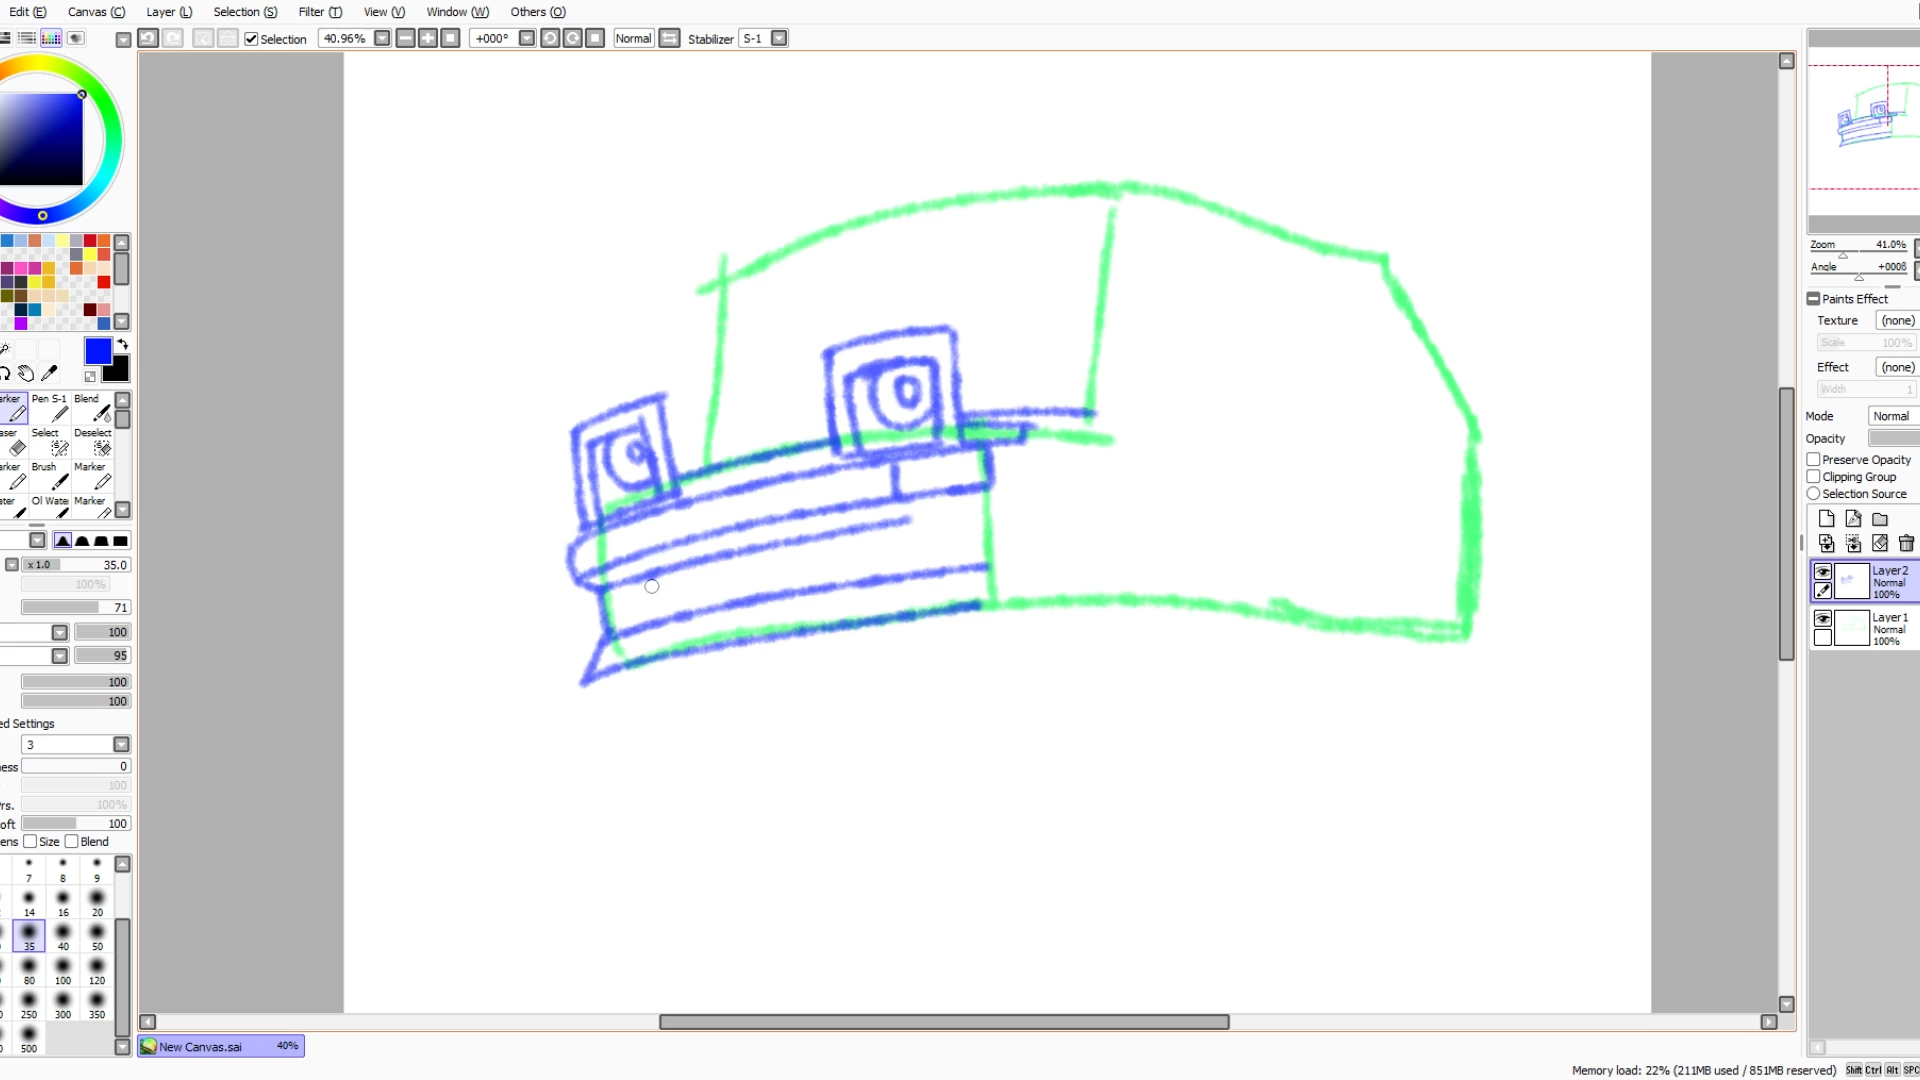 Edit (E) Canvas (C) Layer (L) Selection (S) Filter (T) View (V) Window (W) Others (O)
Selection 40.96% +000° Normal Stabilizer S-1
Zoom 41.0%
Angle
Paints Effect
Texture (none)
Scale 100%
Effect (none)
Width 1
Mode Normal
Opacity
Preserve Opacity
Clipping Group
Selection Source
Layer2
Normal
100%
Layer1
Normal
100%
Pen S-1 Blend
Select Deselect
Brush Marker
Marker
x 1.0 35.0
100%
71
100
95
100
100
3
0
100
100%
100
Size Blend
7 8 9
14 16 20
35 40 50
80 100 120
250 300 350
500
New Canvas.sai 40%
Memory load: 22% (211MB used / 851MB reserved) Shift Ctrl Alt